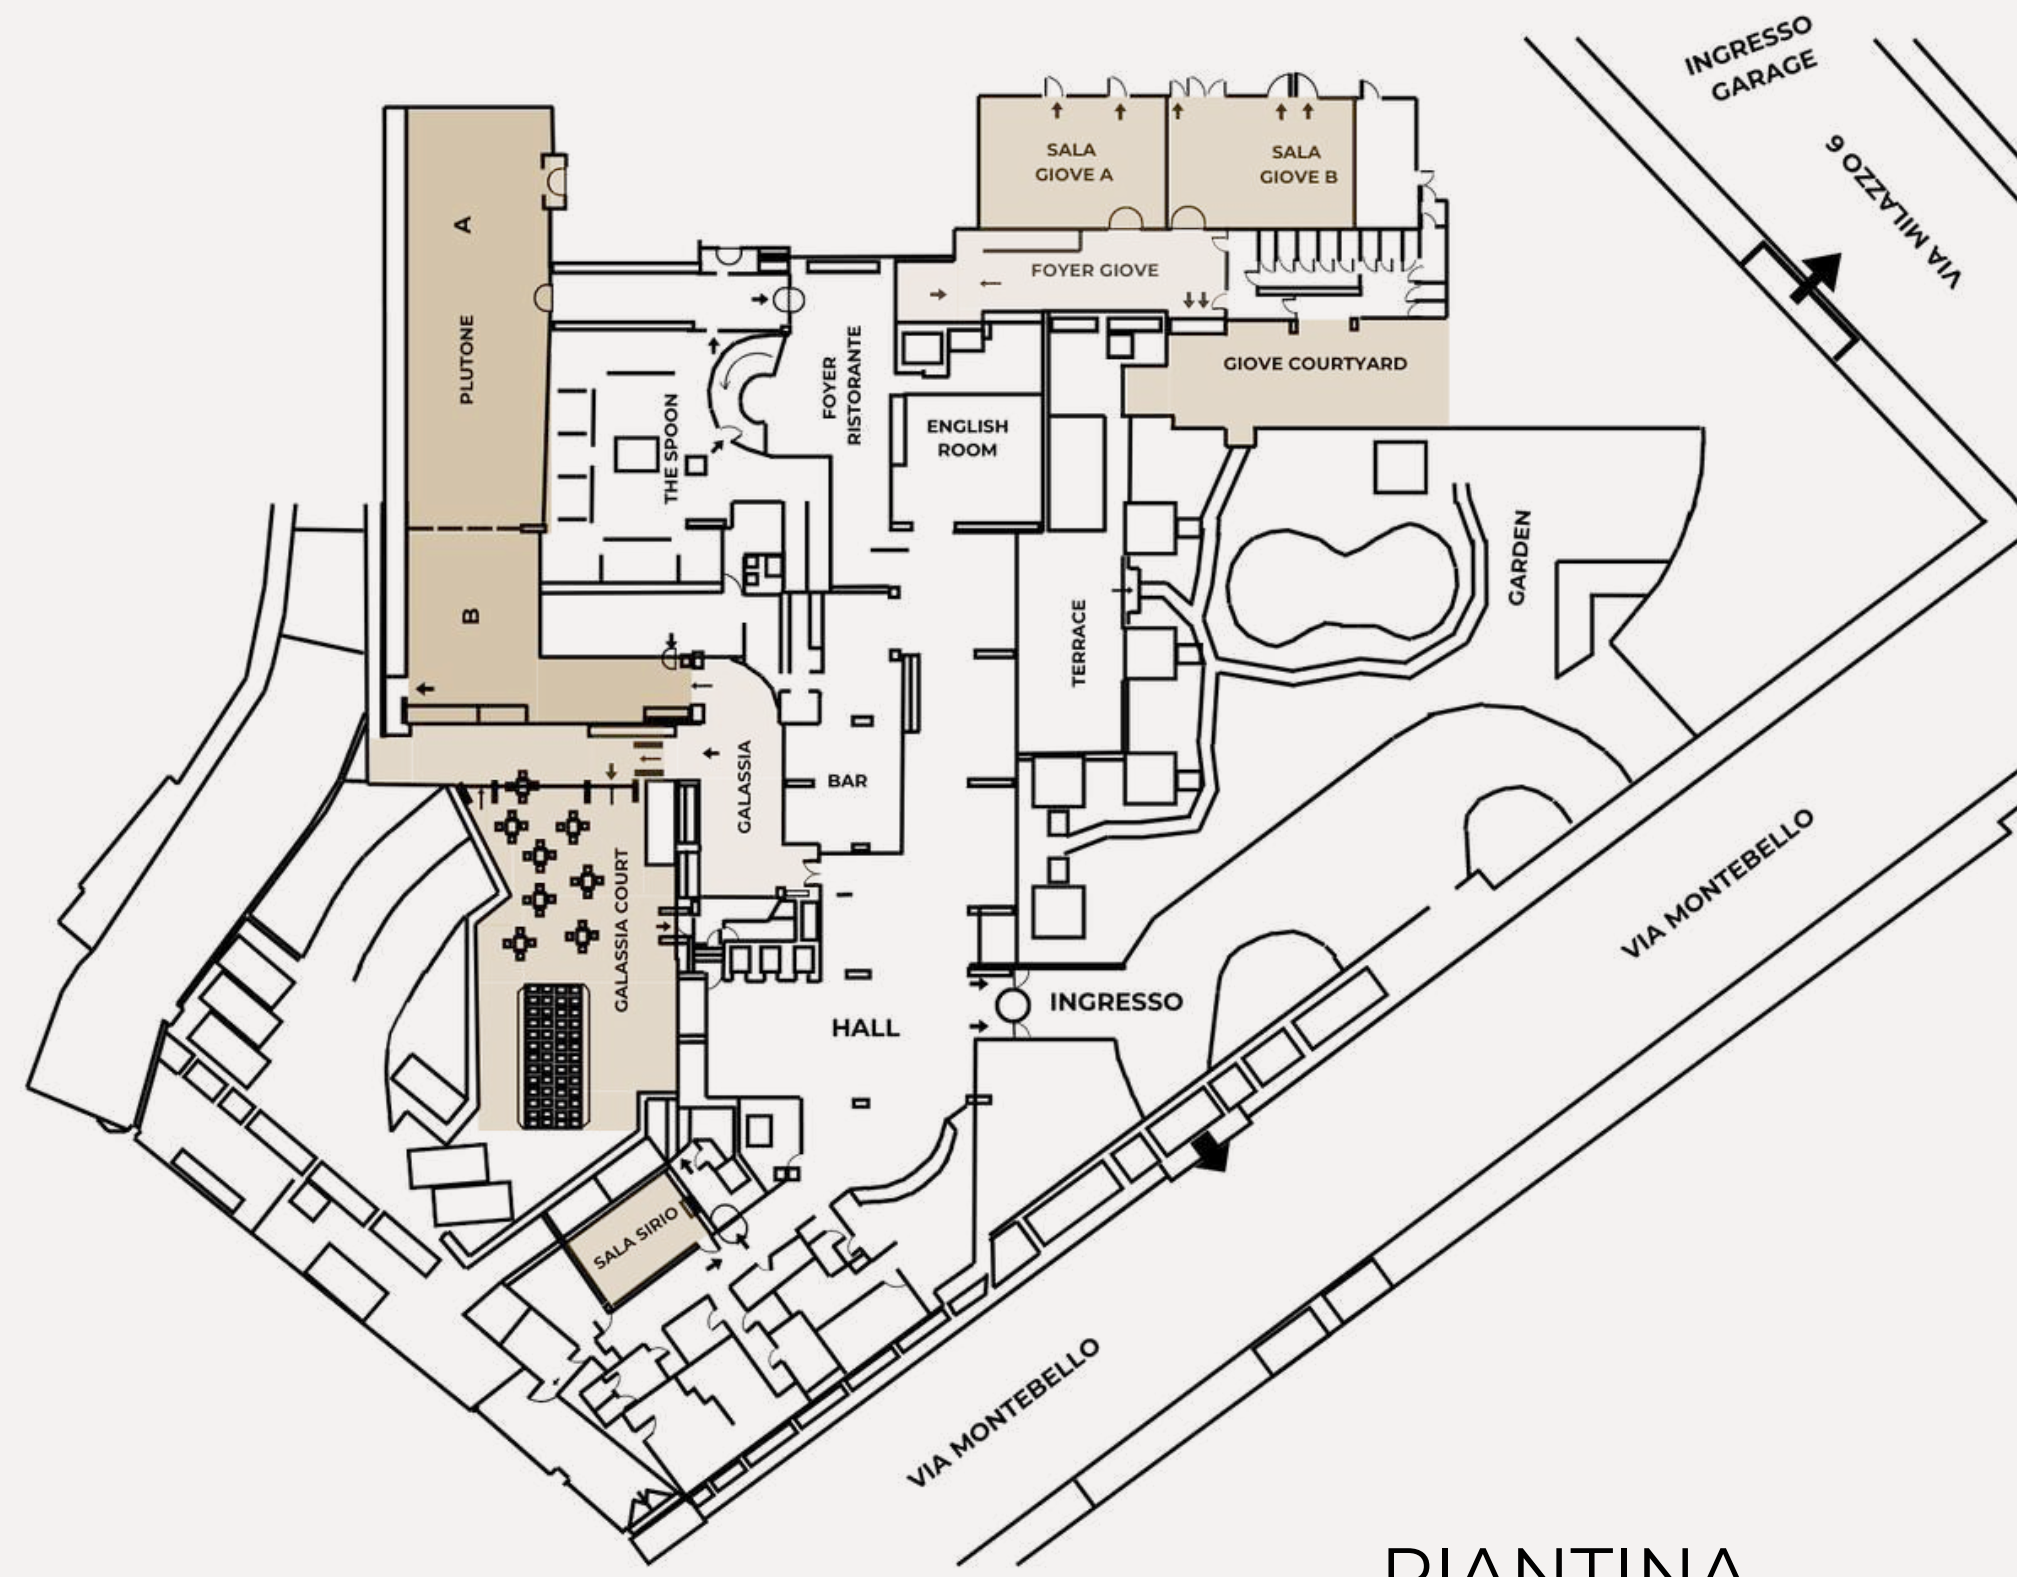 INGRESSO
GARAGE
VIA MILAZZO 6
SALA
GIOVE A
SALA
GIOVE B
A
FOYER GIOVE
PLUTONE
FOYER
RISTORANTE
GIOVE COURTYARD
THE SPOON
ENGLISH
ROOM
GARDEN
B
TERRACE
GALASSIA
BAR
GALASSIA COURT
VIA MONTEBELLO
INGRESSO
HALL
SALA SIRIO
VIA MONTEBELLO
PIANTINA